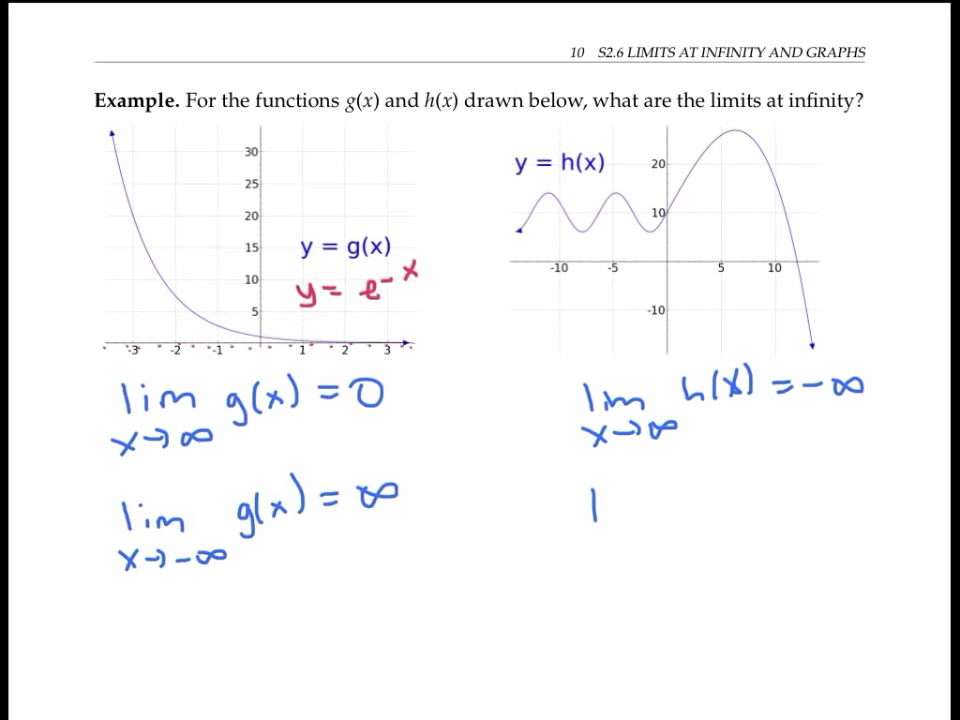 10 S2.6 LIMITS AT INFINITY AND GRAPHS
Example. For the functions g(x) and h(x) drawn below, what are the limits at infinity?
30
25
20
15
10
5
-3 -2 -1 1 2 3
y = g(x)
y = e^-x
y = h(x)
20
10
-10
-10 -5 5 10
lim g(x) = 0
x→∞
lim g(x) = ∞
x→-∞
lim h(x) = -∞
x→∞
l